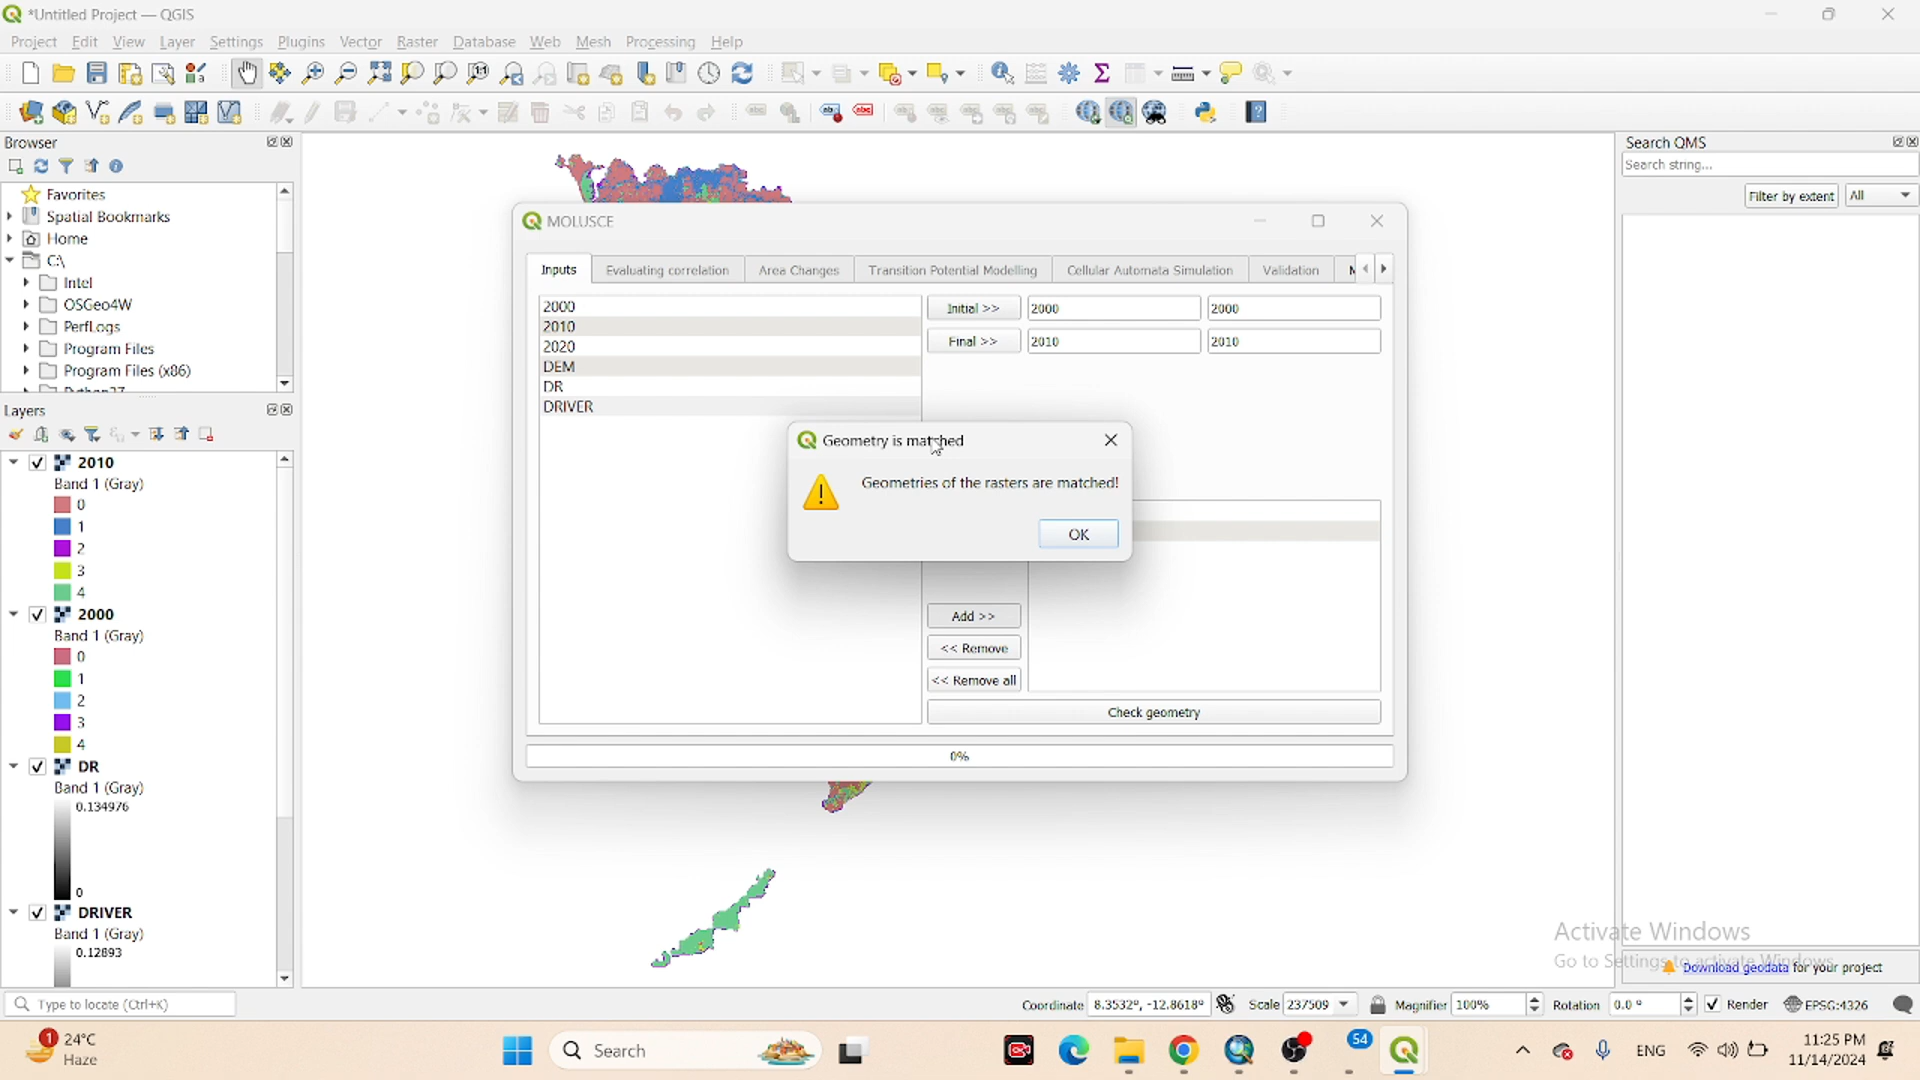 *Untitled Project — QGIS
Project Edit View Layer Settings Plugins Vector Raster Database Web Mesh Processing Help
Browser
Favorites
Spatial Bookmarks
Home
C:\
Intel
OSGeo4W
PerfLogs
Program Files
Program Files (x86)
Layers
2010
Band 1 (Gray)
0
1
2
3
4
2000
Band 1 (Gray)
0
1
2
3
4
DR
Band 1 (Gray)
0.134976
0
DRIVER
Band 1 (Gray)
0.12893
MOLUSCE
Inputs Evaluating correlation Area Changes Transition Potential Modelling Cellular Automata Simulation Validation
2000
2010
2020
DEM
DR
DRIVER
Initial >> 2000 2000
Final >> 2010 2010
Geometry is matched
Geometries of the rasters are matched!
OK
Add >>
<< Remove
<< Remove all
Check geometry
0%
Search QMS
Search string...
Filter by extent All
Activate Windows
Go to Settings to activate Windows.
Download geodata for your project
Type to locate (Ctrl+K)
Coordinate 8.3532°, -12.8618° Scale 237509 Magnifier 100% Rotation 0.0 ° Render EPSG:4326
1
24°C
Haze
Search
54
ENG
11:25 PM
11/14/2024